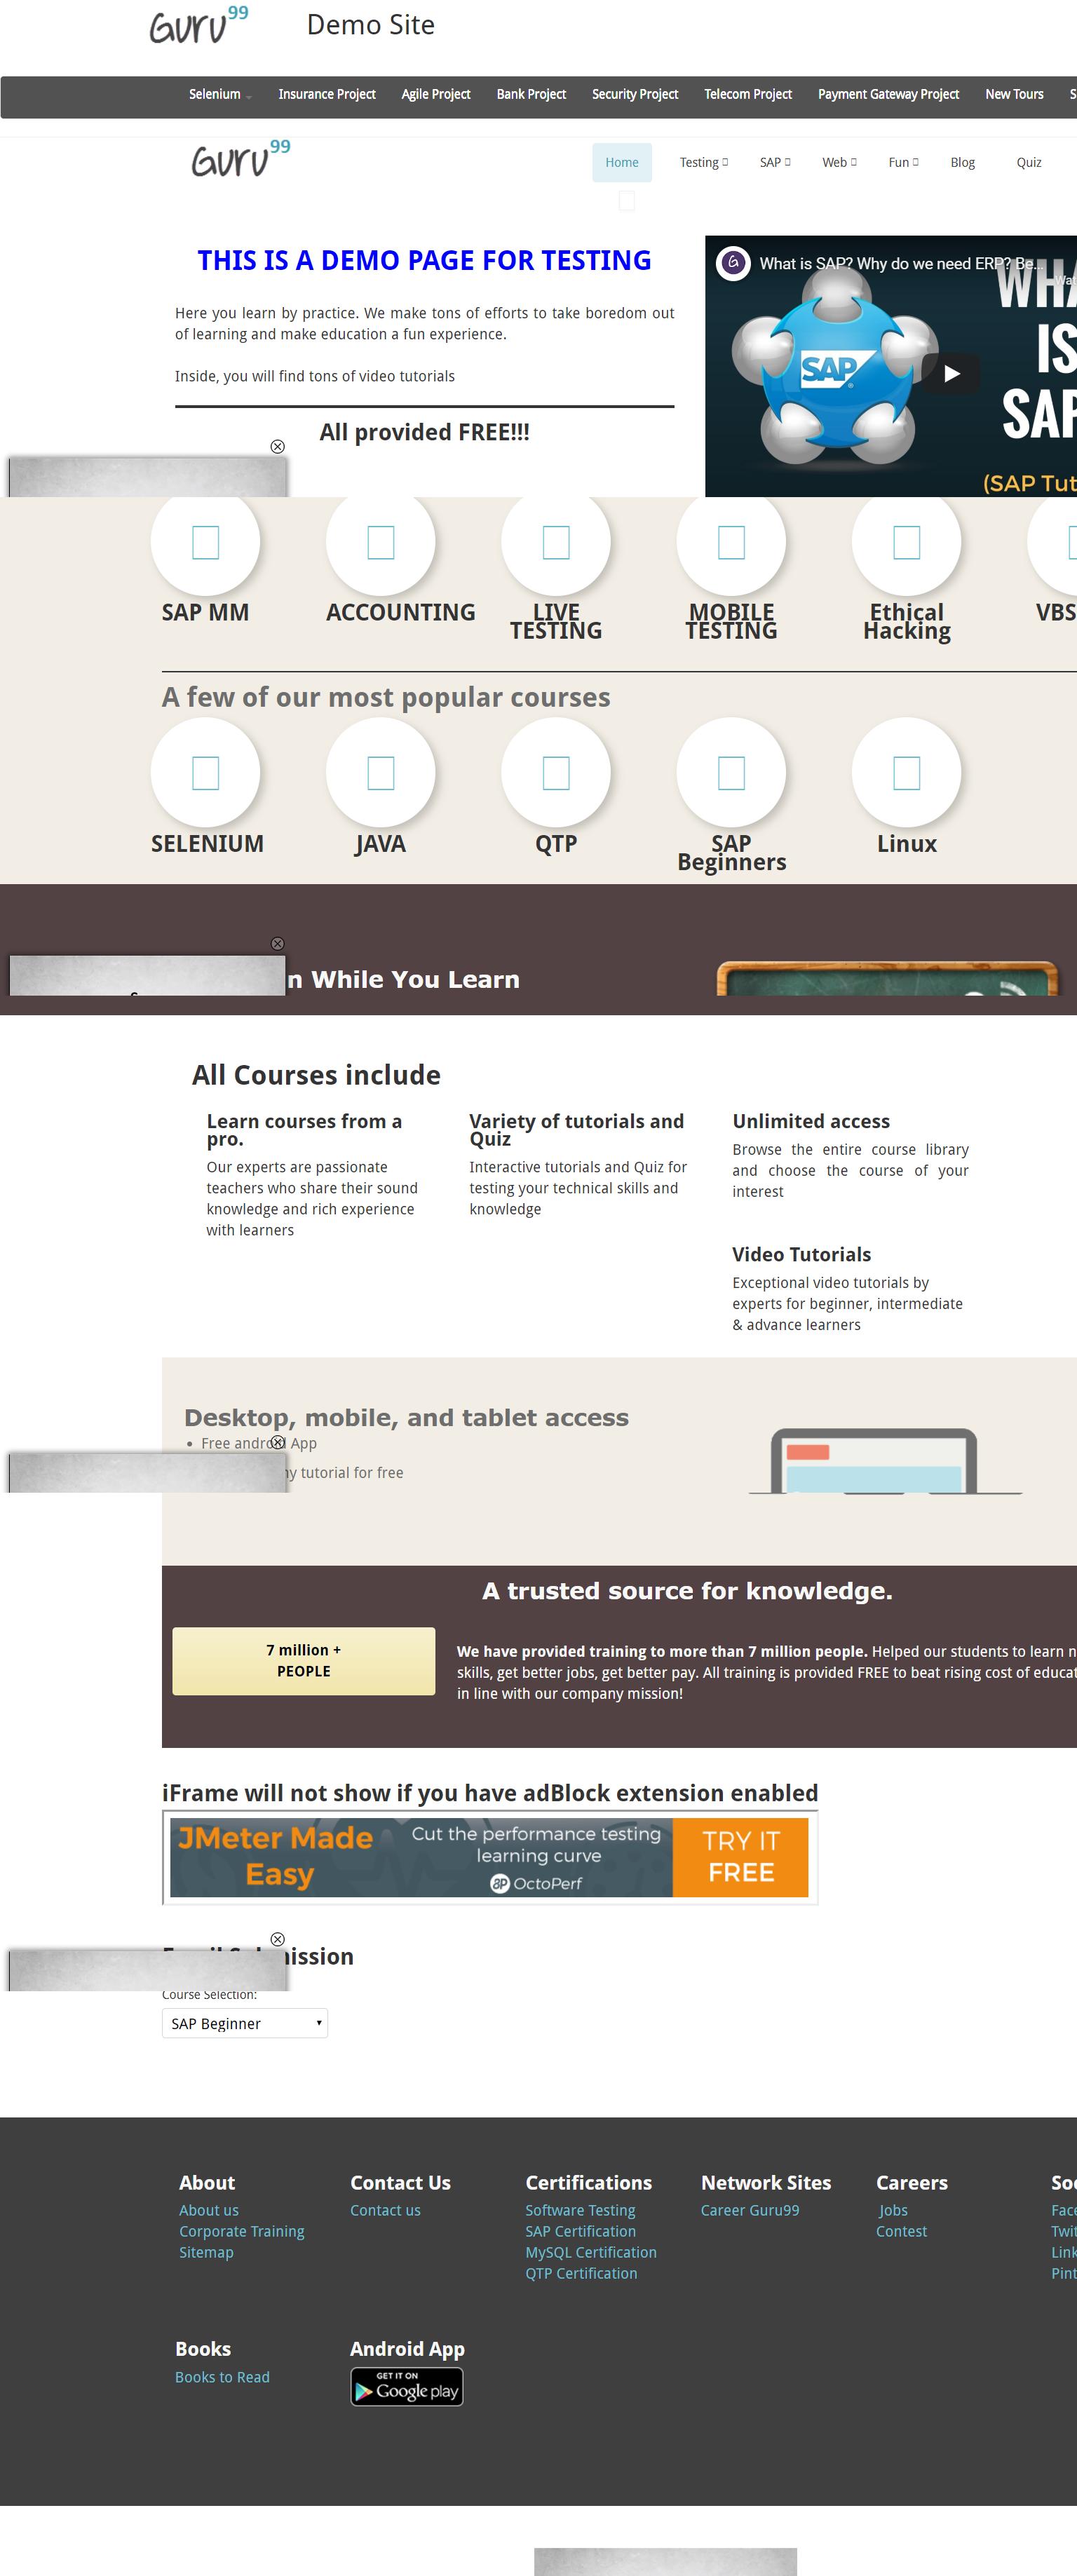 Guru99
Demo Site
Selenium Insurance Project Agile Project Bank Project Security Project Telecom Project Payment Gateway Project New Tours
Guru99
Home Testing SAP Web Fun Blog Quiz
THIS IS A DEMO PAGE FOR TESTING
Here you learn by practice. We make tons of efforts to take boredom out
of learning and make education a fun experience.
Inside, you will find tons of video tutorials
All provided FREE!!!
What is SAP? Why do we need ERP? Be...
IS
SAP
SAP
(SAP Tut
SAP MM ACCOUNTING LIVE TESTING MOBILE TESTING Ethical Hacking VBS
A few of our most popular courses
SELENIUM JAVA QTP SAP Beginners Linux
n While You Learn
All Courses include
Learn courses from a
pro.
Our experts are passionate
teachers who share their sound
knowledge and rich experience
with learners
Variety of tutorials and
Quiz
Interactive tutorials and Quiz for
testing your technical skills and
knowledge
Unlimited access
Browse the entire course library
and choose the course of your
interest
Video Tutorials
Exceptional video tutorials by
experts for beginner, intermediate
& advance learners
Desktop, mobile, and tablet access
Free android App
ny tutorial for free
A trusted source for knowledge.
7 million +
PEOPLE
We have provided training to more than 7 million people. Helped our students to learn n
skills, get better jobs, get better pay. All training is provided FREE to beat rising cost of educat
in line with our company mission!
iFrame will not show if you have adBlock extension enabled
JMeter Made
Easy
Cut the performance testing
learning curve
OctoPerf
TRY IT
FREE
ission
Course Selection:
SAP Beginner
About
About us
Corporate Training
Sitemap
Contact Us
Contact us
Certifications
Software Testing
SAP Certification
MySQL Certification
QTP Certification
Network Sites
Career Guru99
Careers
Jobs
Contest
Soc
Face
Twit
Link
Pint
Books
Books to Read
Android App
GET IT ON
Google play